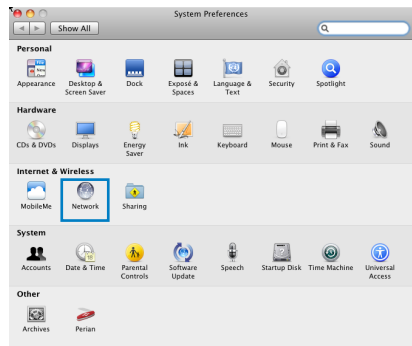 System Preferences
Show All
Personal
Appearance
Desktop &
Screen Saver
Dock
Exposé &
Spaces
Language &
Text
Security
Spotlight
Hardware
CDs & DVDs
Displays
Energy
Saver
Ink
Keyboard
Mouse
Print & Fax
Sound
Internet & Wireless
MobileMe
Network
Sharing
System
Accounts
Date & Time
Parental
Controls
Software
Update
Speech
Startup Disk
Time Machine
Universal
Access
Other
Archives
Perian